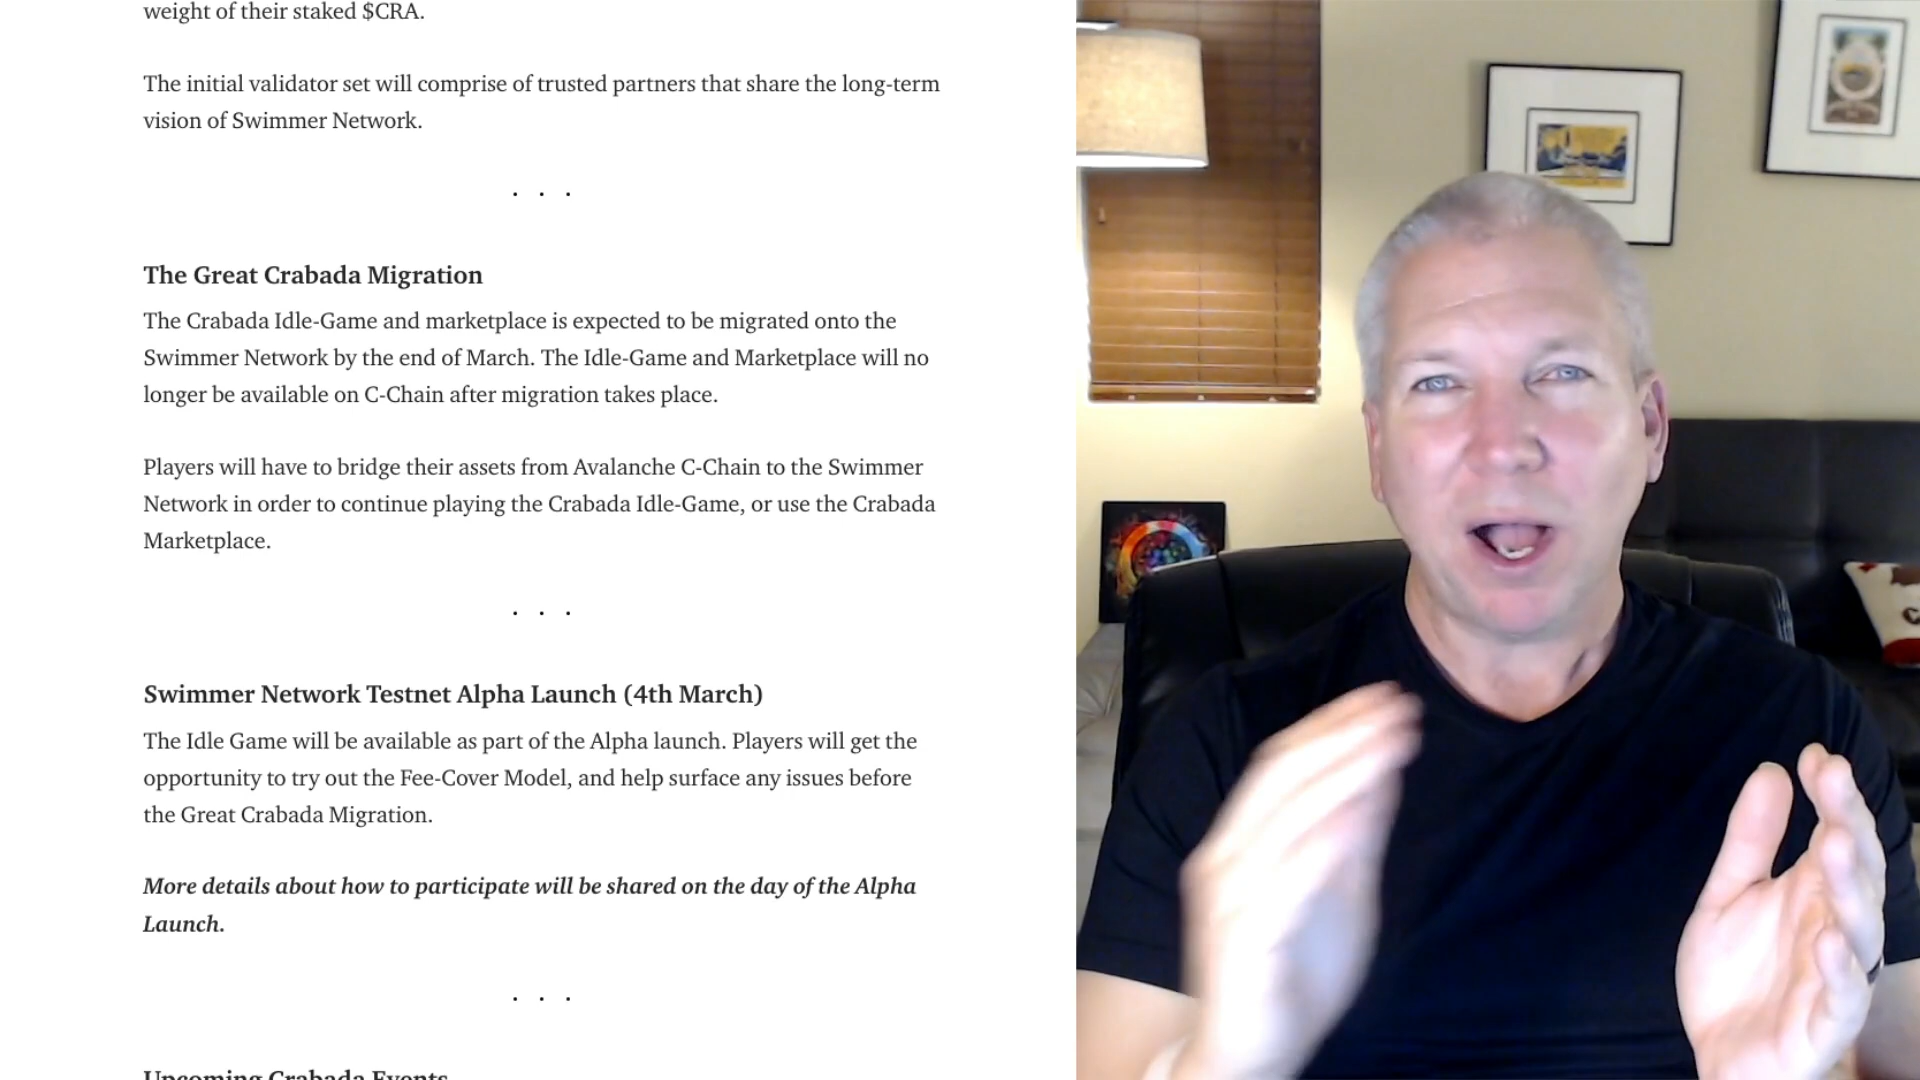 weight of their staked $CRA.
The initial validator set will comprise of trusted partners that share the long-term
vision of Swimmer Network.
. . .
The Great Crabada Migration
The Crabada Idle-Game and marketplace is expected to be migrated onto the
Swimmer Network by the end of March. The Idle-Game and Marketplace will no
longer be available on C-Chain after migration takes place.
Players will have to bridge their assets from Avalanche C-Chain to the Swimmer
Network in order to continue playing the Crabada Idle-Game, or use the Crabada
Marketplace.
. . .
Swimmer Network Testnet Alpha Launch (4th March)
The Idle Game will be available as part of the Alpha launch. Players will get the
opportunity to try out the Fee-Cover Model, and help surface any issues before
the Great Crabada Migration.
More details about how to participate will be shared on the day of the Alpha
Launch.
. . .
Upcoming Crabada Events